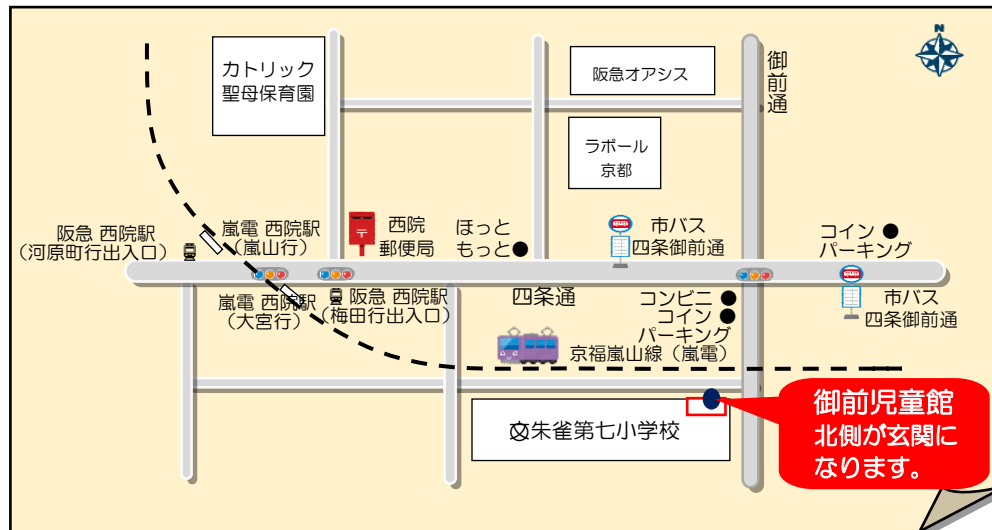 N
カトリック
聖母保育園
阪急オアシス
御前通
ラボール
京都
阪急 西院駅
（河原町行出入口）
嵐電 西院駅
（嵐山行）
〒
西院
郵便局
ほっと
もっと●
市バス
四条御前通
コイン ●
パーキング
嵐電 西院駅
（大宮行）
阪急 西院駅
（梅田行出入口）
四条通
コンビニ ●
コイン ●
パーキング
市バス
四条御前通
京福嵐山線（嵐電）
朱雀第七小学校
御前児童館
北側が玄関に
なります。